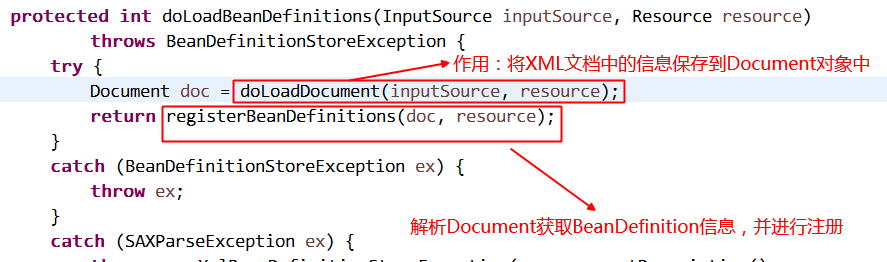 protected int doLoadBeanDefinitions(InputSource inputSource, Resource resource)
throws BeanDefinitionStoreException {
try {
作用：将XML文档中的信息保存到Document对象中
Document doc = doLoadDocument(inputSource, resource);
return registerBeanDefinitions(doc, resource);
}
catch (BeanDefinitionStoreException ex) {
throw ex;
}
解析Document获取BeanDefinition信息，并进行注册
catch (SAXParseException ex) {